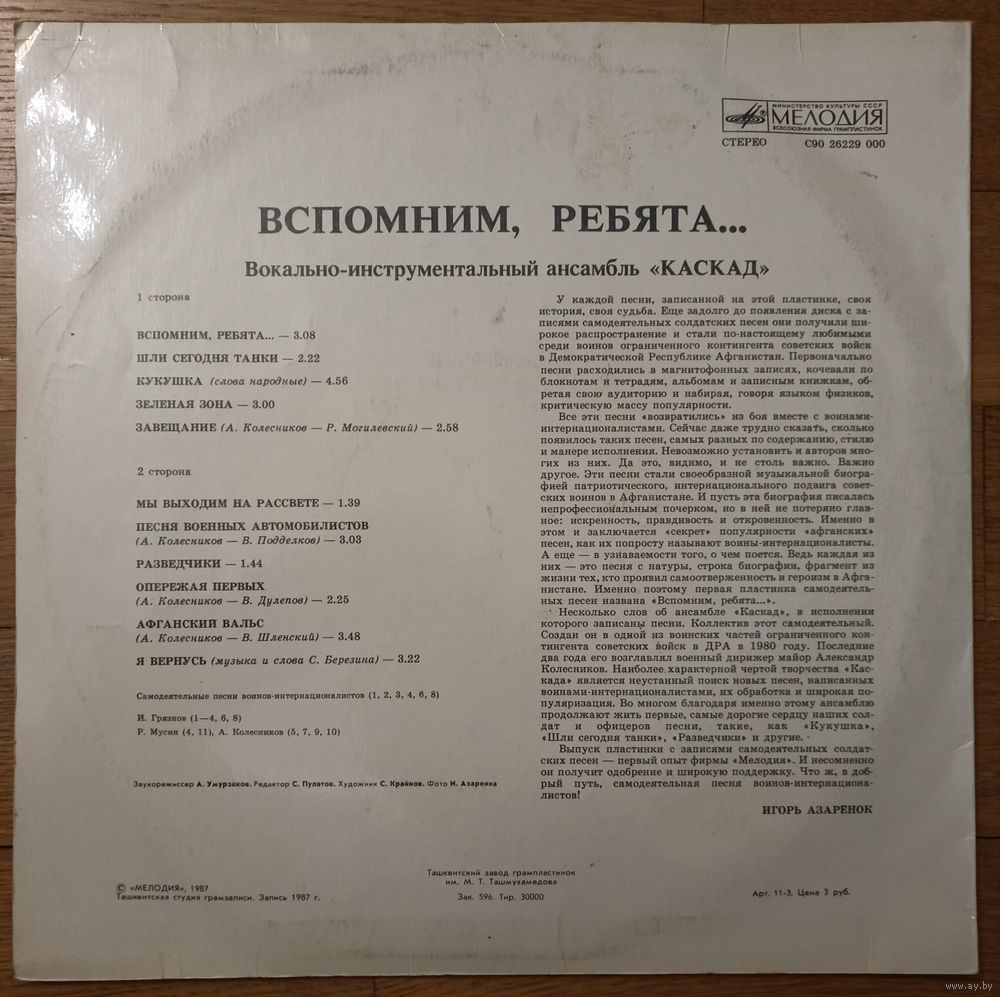 МИНИСТЕРСТВО КУЛЬТУРЫ СССР
МЕЛОДИЯ
ВСЕСОЮЗНАЯ ФИРМА ГРАМПЛАСТИНОК
СТЕРЕО С90 26229 000
ВСПОМНИМ, РЕБЯТА...
Вокально-инструментальный ансамбль «КАСКАД»
1 сторона
ВСПОМНИМ, РЕБЯТА... — 3.08
ШЛИ СЕГОДНЯ ТАНКИ — 2.22
КУКУШКА (слова народные) — 4.56
ЗЕЛЕНАЯ ЗОНА — 3.00
ЗАВЕЩАНИЕ (А. Колесников — Р. Могилевский) — 2.58
2 сторона
МЫ ВЫХОДИМ НА РАССВЕТЕ — 1.39
ПЕСНЯ ВОЕННЫХ АВТОМОБИЛИСТОВ
(А. Колесников — В. Подделков) — 3.03
РАЗВЕДЧИКИ — 1.44
ОПЕРЕЖАЯ ПЕРВЫХ
(А. Колесников — В. Дулепов) — 2.25
АФГАНСКИЙ ВАЛЬС
(А. Колесников — В. Шленский) — 3.48
Я ВЕРНУСЬ (музыка и слова С. Березина) — 3.22
Самодеятельные песни воинов-интернационалистов (1, 2, 3, 4, 6, 8)
И. Грязнов (1—4, 6, 8)
Р. Мусин (4, 11), А. Колесников (5, 7, 9, 10)
Звукорежиссер А. Умурзаков. Редактор С. Пулатов. Художник С. Крайнов. Фото И. Азаренка
У каждой песни, записанной на этой пластинке, своя
история, своя судьба. Еще задолго до появления диска с за-
писями самодеятельных солдатских песен они получили ши-
рокое распространение и стали по-настоящему любимыми
среди воинов ограниченного контингента советских войск
в Демократической Республике Афганистан. Первоначально
песни расходились в магнитофонных записях, кочевали по
блокнотам и тетрадям, альбомам и записным книжкам, об-
ретая свою аудиторию и набирая, говоря языком физиков,
критическую массу популярности.
Все эти песни «возвратились» из боя вместе с воинами-
интернационалистами. Сейчас даже трудно сказать, сколько
появилось таких песен, самых разных по содержанию, стилю
и манере исполнения. Невозможно установить и авторов мно-
гих из них. Да это, видимо, и не столь важно. Важно
другое. Эти песни стали своеобразной музыкальной биогра-
фией патриотического, интернационального подвига совет-
ских воинов в Афганистане. И пусть эта биография писалась
непрофессиональным почерком, но в ней не потеряно глав-
ное: искренность, правдивость и откровенность. Именно в
этом и заключается «секрет» популярности «афганских»
песен, как их попросту называют воины-интернационалисты.
А еще — в узнаваемости того, о чем поется. Ведь каждая из
них — это песня с натуры, строка биографии, фрагмент из
жизни тех, кто проявил самоотверженность и героизм в Афга-
нистане. Именно поэтому первая пластинка самодеятель-
ных песен названа «Вспомним, ребята...».
Несколько слов об ансамбле «Каскад», в исполнении
которого записаны песни. Коллектив этот самодеятельный.
Создан он в одной из воинских частей ограниченного кон-
тингента советских войск в ДРА в 1980 году. Последние
два года его возглавлял военный дирижер майор Александр
Колесников. Наиболее характерной чертой творчества «Кас-
када» является неустанный поиск новых песен, написанных
воинами-интернационалистами, их обработка и широкая по-
пуляризация. Во многом благодаря именно этому ансамблю
продолжают жить первые, самые дорогие сердцу наших сол-
дат и офицеров песни, такие, как «Кукушка»,
«Шли сегодня танки», «Разведчики» и другие.
Выпуск пластинки с записями самодеятельных солдат-
ских песен — первый опыт фирмы «Мелодия». И несомненно
он получит одобрение и широкую поддержку. Что ж, в доб-
рый путь, самодеятельная песня воинов-интернациона-
листов!
ИГОРЬ АЗАРЕНОК
© «МЕЛОДИЯ», 1987
Ташкентская студия грамзаписи. Запись 1987 г.
Ташкентский завод грампластинок
им. М. Т. Ташмухамедова
Зак. 596. Тир. 30000
Арт. 11-3. Цена 3 руб.
www.ay.by